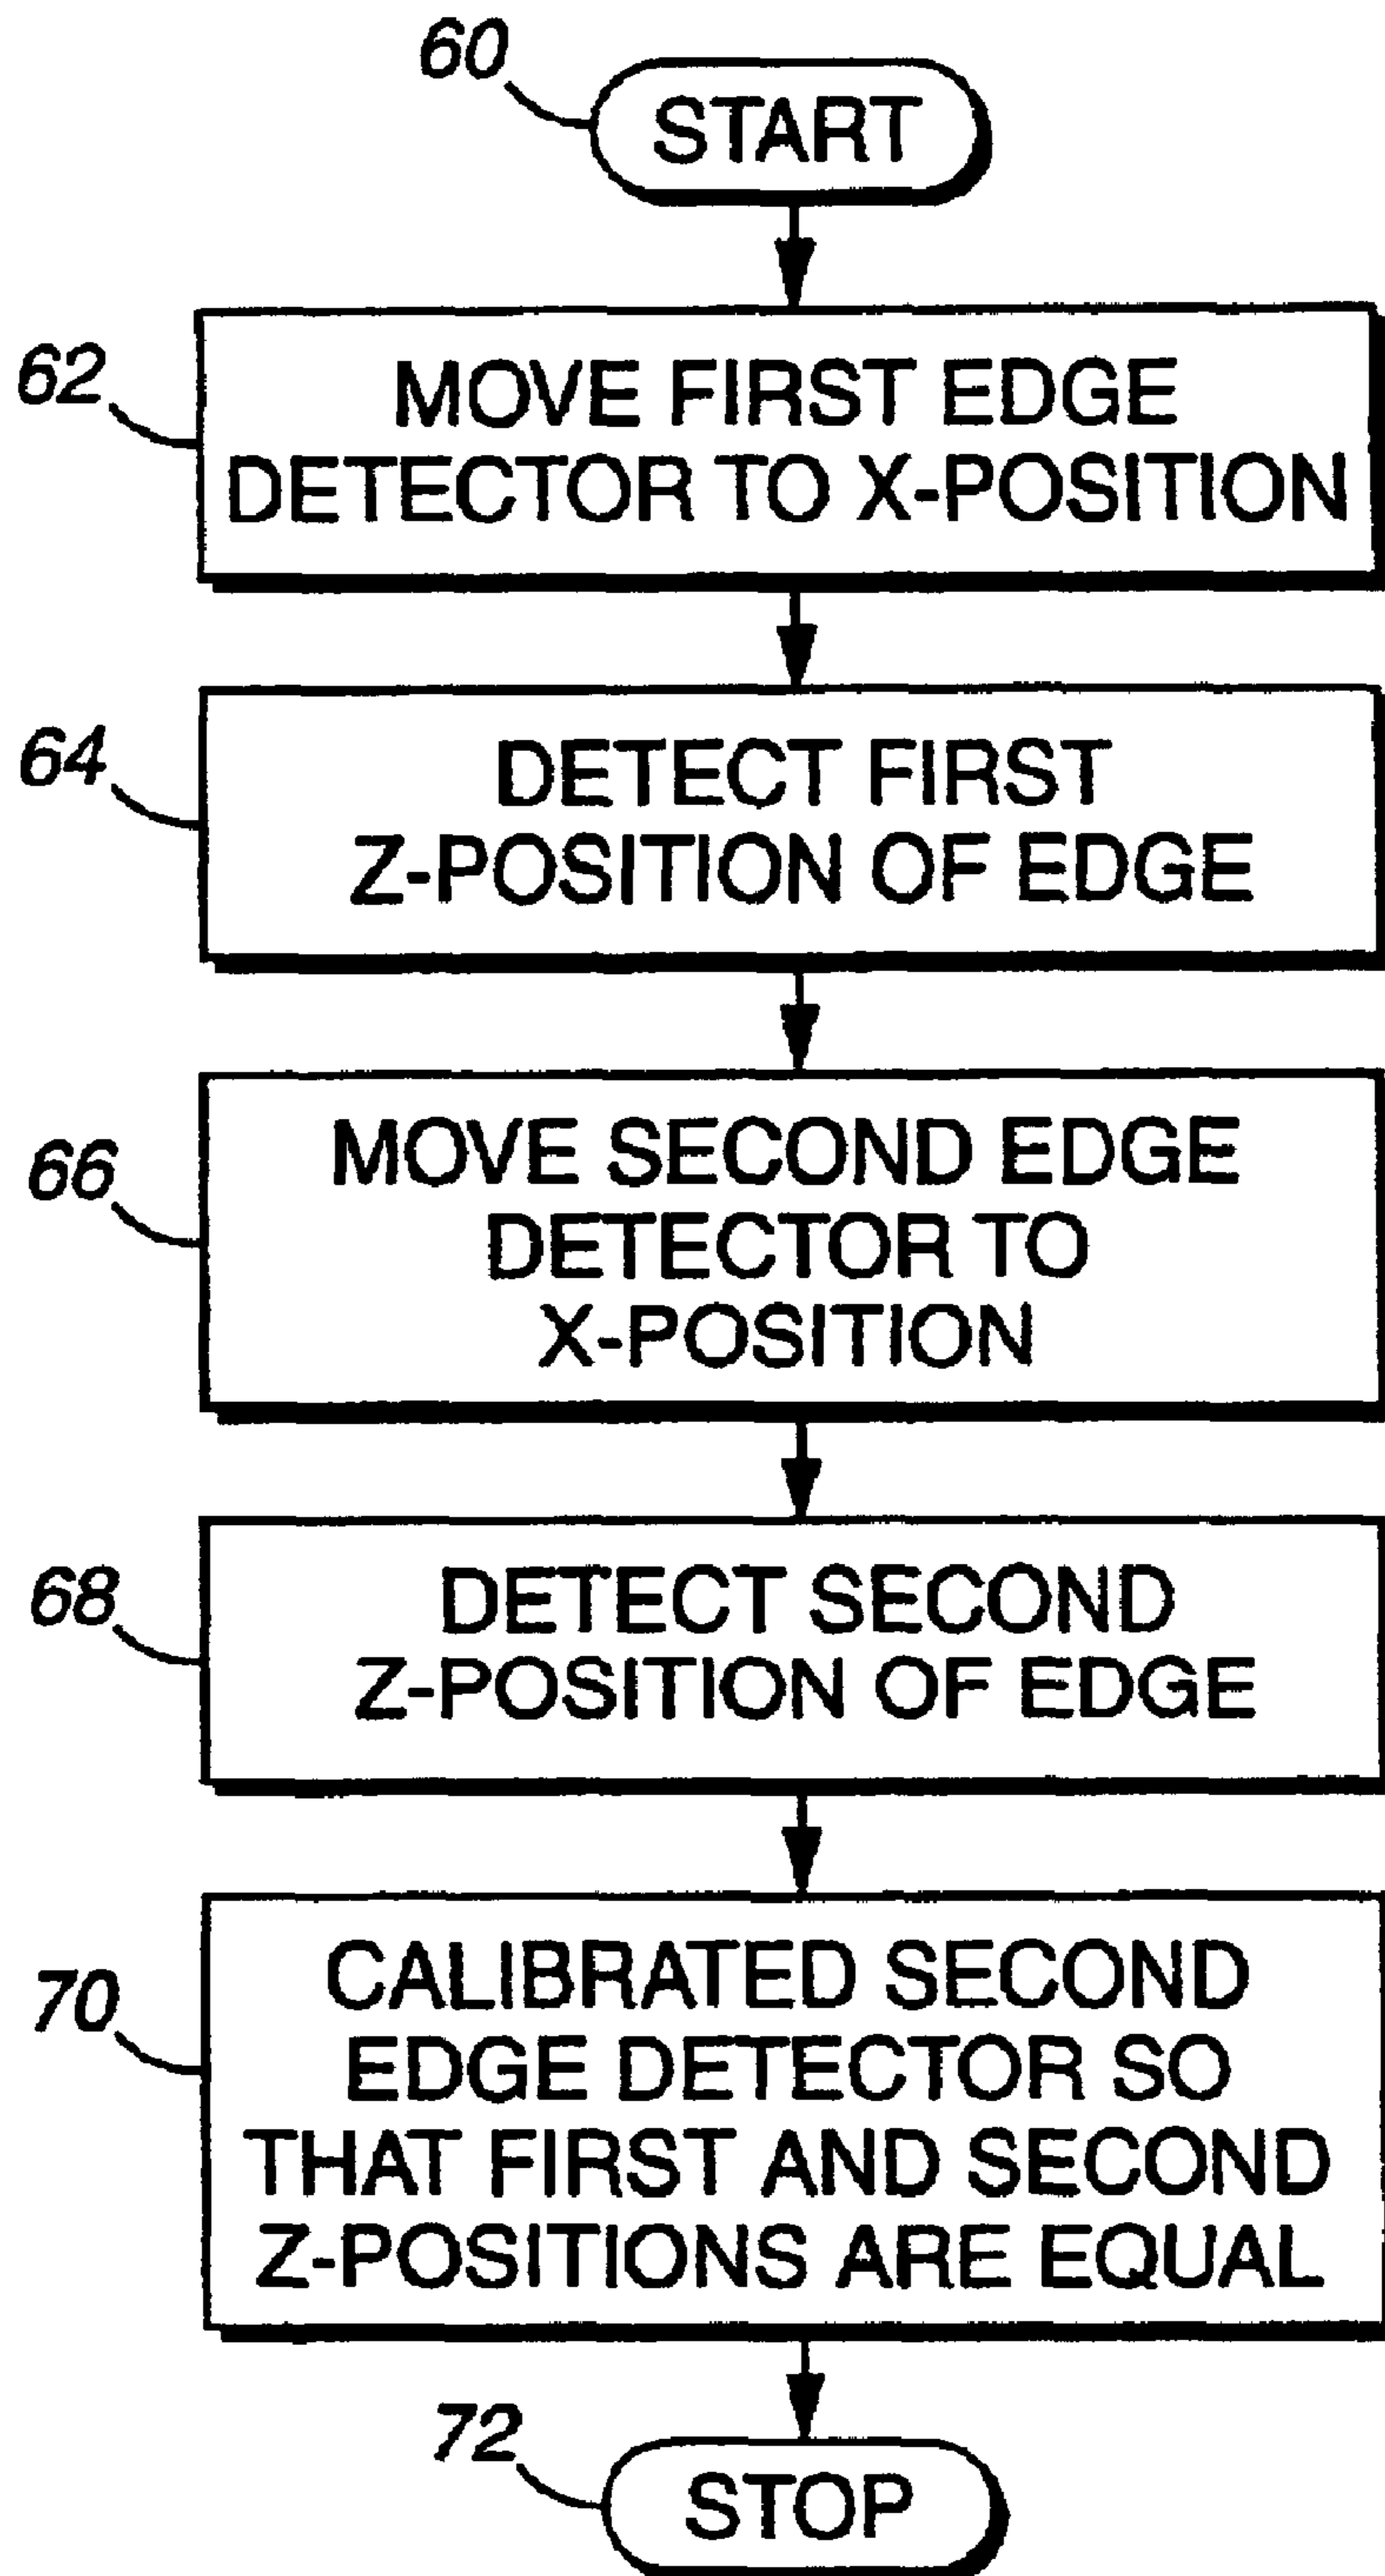 60
START
62
MOVE FIRST EDGE
DETECTOR TO X-POSITION
64
DETECT FIRST
Z-POSITION OF EDGE
66
MOVE SECOND EDGE
DETECTOR TO
X-POSITION
68
DETECT SECOND
Z-POSITION OF EDGE
70
CALIBRATED SECOND
EDGE DETECTOR SO
THAT FIRST AND SECOND
Z-POSITIONS ARE EQUAL
72
STOP